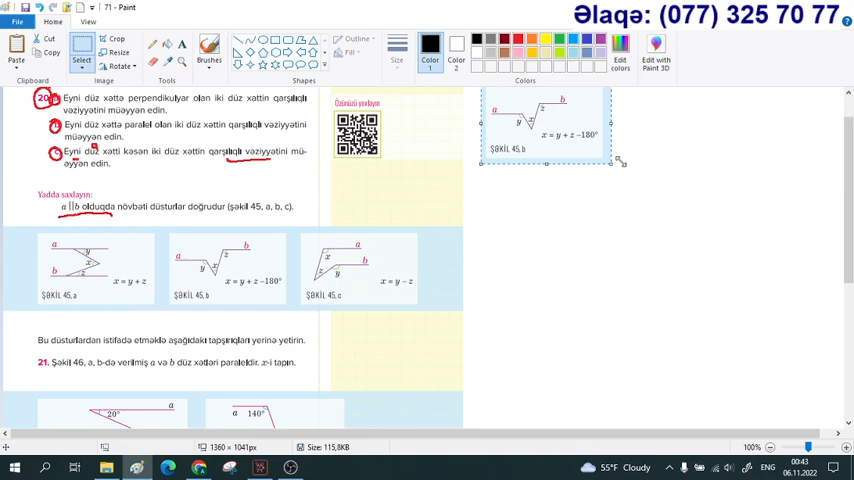 71 - Paint
Əlaqə: (077) 325 70 77
File
Home
View
Paste
Cut
Copy
Clipboard
Select
Crop
Resize
Rotate
Image
Tools
Brushes
Outline
Fill
Shapes
Size
Color 1
Color 2
Edit colors
Edit with Paint 3D
Colors
20. a Eyni düz xəttə perpendikulyar olan iki düz xəttin qarşılıqlı
vəziyyətini müəyyən edin.
b Eyni düz xəttə paralel olan iki düz xəttin qarşılıqlı vəziyyətini
müəyyən edin.
c Eyni düz xətti kəsən iki düz xəttin qarşılıqlı vəziyyətini mü-
əyyən edin.
Özünüzü yoxlayın
Yadda saxlayın:
a||b olduqda növbəti düsturlar doğrudur (şəkil 45, a, b, c).
a
b
y
x
z
x = y + z
ŞƏKİL 45, a
a
b
y
x
z
x = y + z –180°
ŞƏKİL 45, b
a
b
x
z
y
x = y – z
ŞƏKİL 45, c
a
b
y
x
z
x = y + z –180°
ŞƏKİL 45, b
Bu düsturlardan istifadə etməklə aşağıdakı tapşırıqları yerinə yetirin.
21. Şəkil 46, a, b-də verilmiş a və b düz xətləri paraleldir. x-i tapın.
a
20°
a
140°
1360 × 1041px
Size: 115,8KB
100%
55°F Cloudy
ENG
00:43
06.11.2022